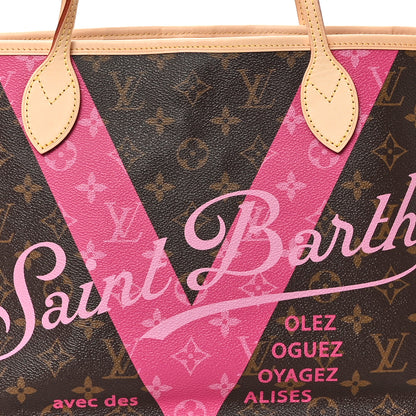 Saint Barth
OLEZ
OGUEZ
OYAGEZ
avec des ALISES